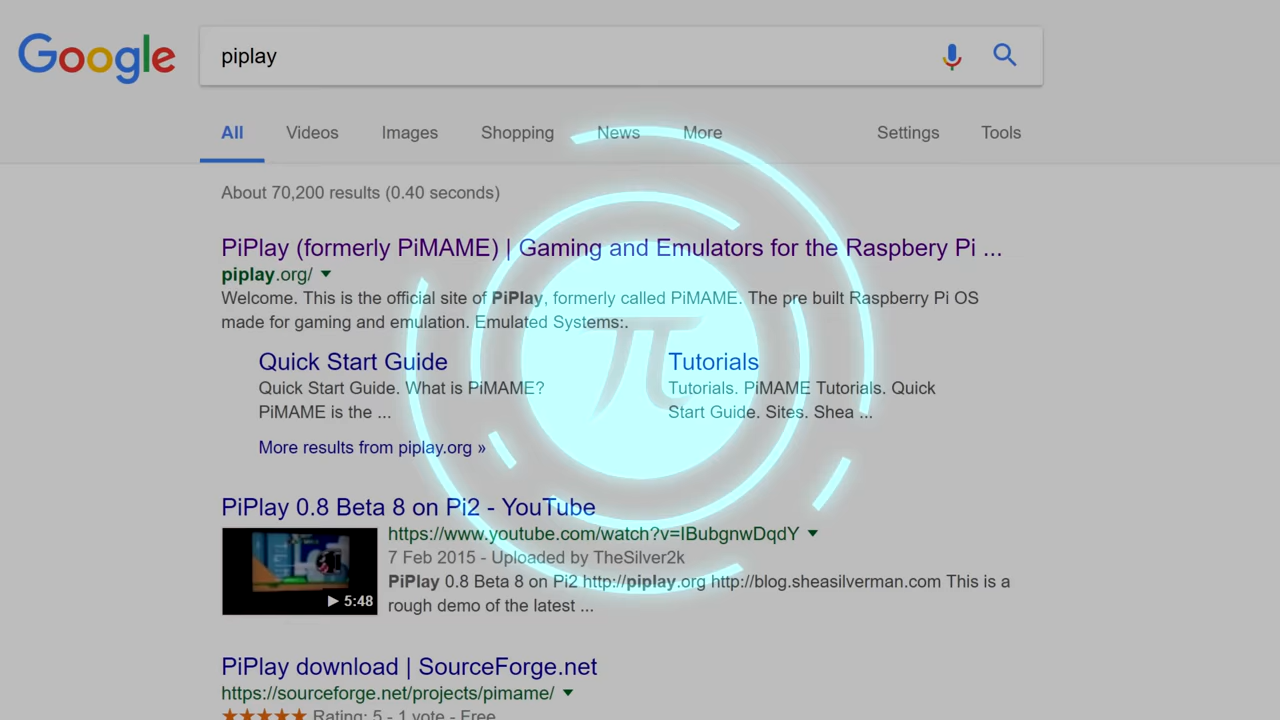 Google
piplay
All Videos Images Shopping News More Settings Tools
About 70,200 results (0.40 seconds)
PiPlay (formerly PiMAME) | Gaming and Emulators for the Raspbery Pi ...
piplay.org/
Welcome. This is the official site of PiPlay, formerly called PiMAME. The pre built Raspberry Pi OS
made for gaming and emulation. Emulated Systems:.
Quick Start Guide
Quick Start Guide. What is PiMAME?
PiMAME is the ...
Tutorials
Tutorials. PiMAME Tutorials. Quick
Start Guide. Sites. Shea ...
More results from piplay.org »
π
PiPlay 0.8 Beta 8 on Pi2 - YouTube
https://www.youtube.com/watch?v=IBubgnwDqdY
7 Feb 2015 - Uploaded by TheSilver2k
PiPlay 0.8 Beta 8 on Pi2 http://piplay.org http://blog.sheasilverman.com This is a
rough demo of the latest ...
5:48
PiPlay download | SourceForge.net
https://sourceforge.net/projects/pimame/
Rating: 5 - 1 vote - Free